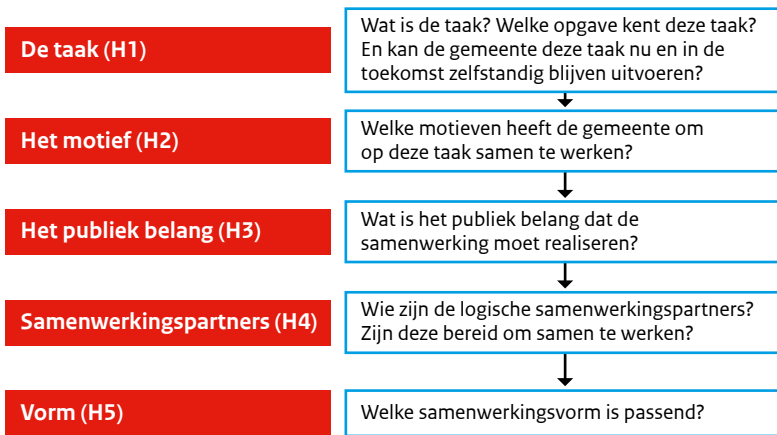 De taak (H1)
Wat is de taak? Welke opgave kent deze taak?
En kan de gemeente deze taak nu en in de
toekomst zelfstandig blijven uitvoeren?
Het motief (H2)
Welke motieven heeft de gemeente om
op deze taak samen te werken?
Het publiek belang (H3)
Wat is het publiek belang dat de
samenwerking moet realiseren?
Samenwerkingspartners (H4)
Wie zijn de logische samenwerkingspartners?
Zijn deze bereid om samen te werken?
Vorm (H5)
Welke samenwerkingsvorm is passend?